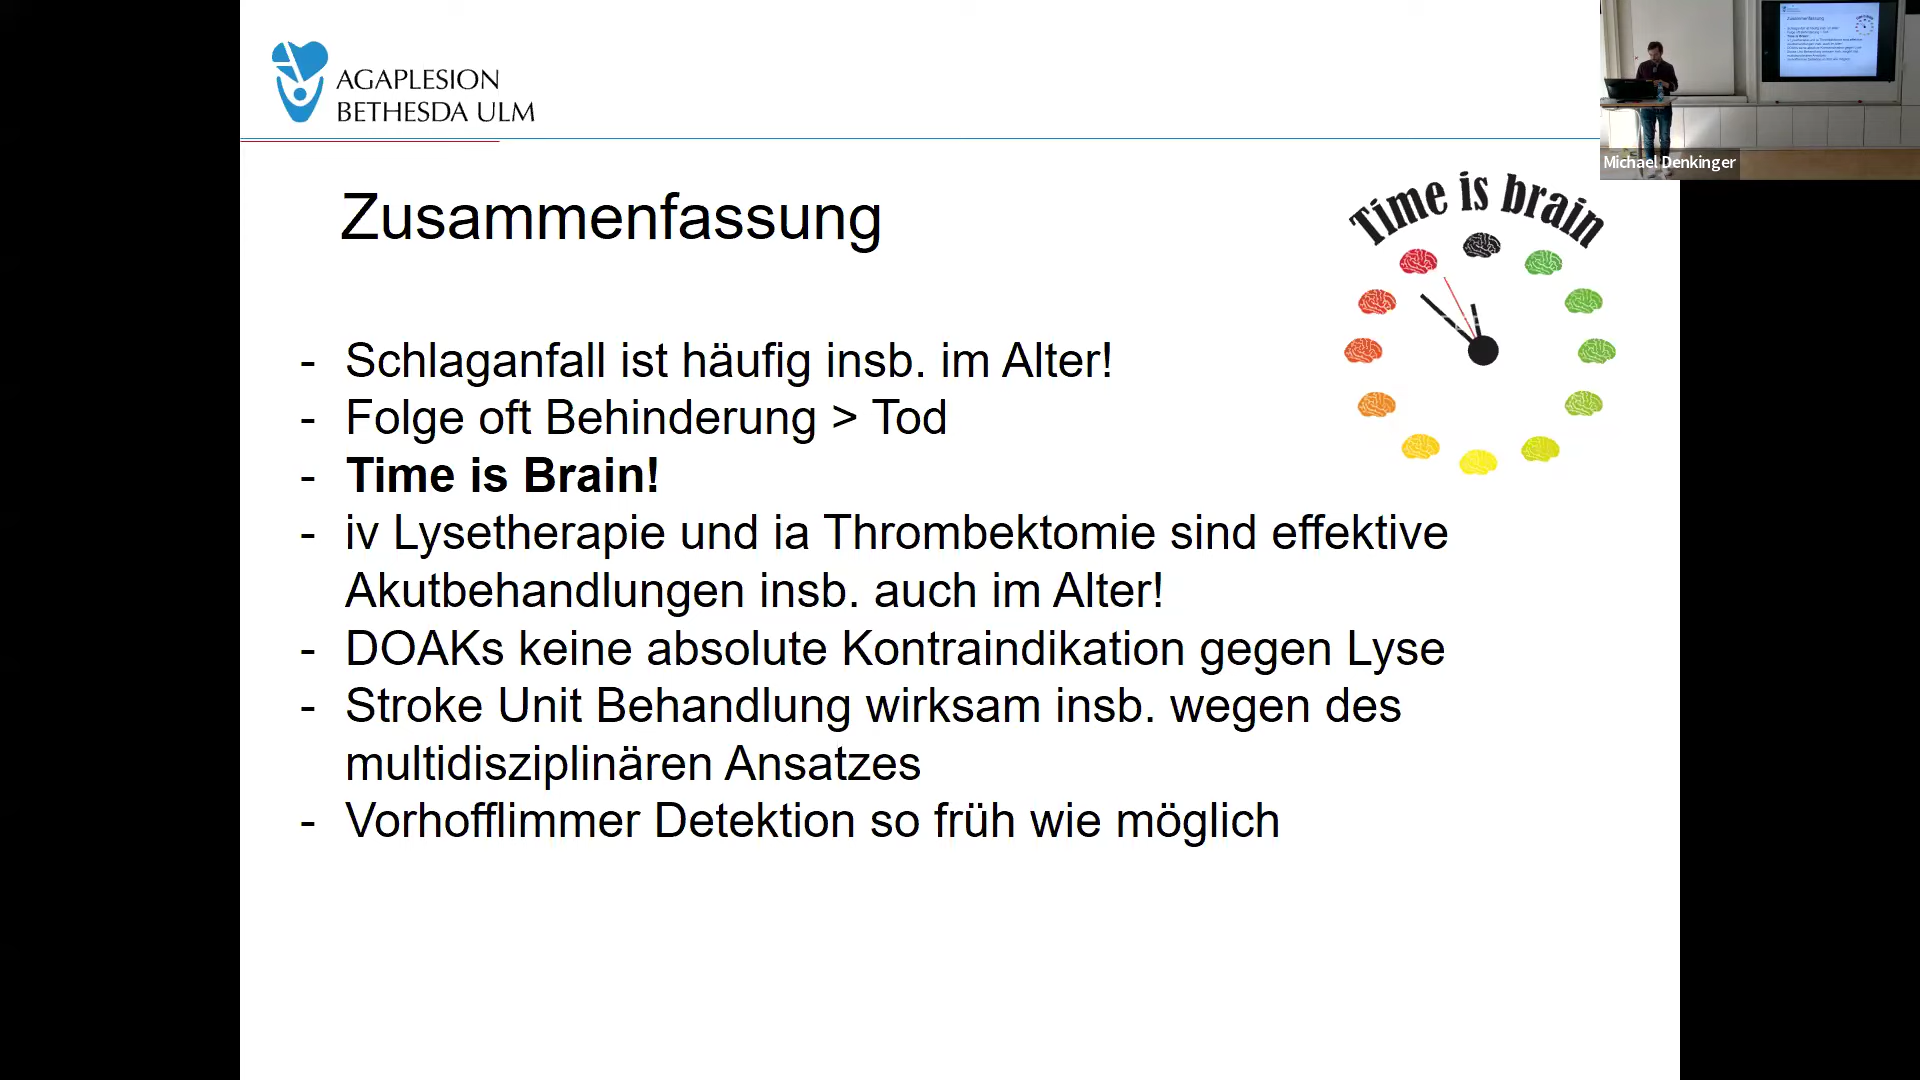 AGAPLESION
BETHESDA ULM
Michael Denkinger
Time is brain
Zusammenfassung
- Schlaganfall ist häufig insb. im Alter!
- Folge oft Behinderung > Tod
- Time is Brain!
- iv Lysetherapie und ia Thrombektomie sind effektive
Akutbehandlungen insb. auch im Alter!
- DOAKs keine absolute Kontraindikation gegen Lyse
- Stroke Unit Behandlung wirksam insb. wegen des
multidisziplinären Ansatzes
- Vorhofflimmer Detektion so früh wie möglich